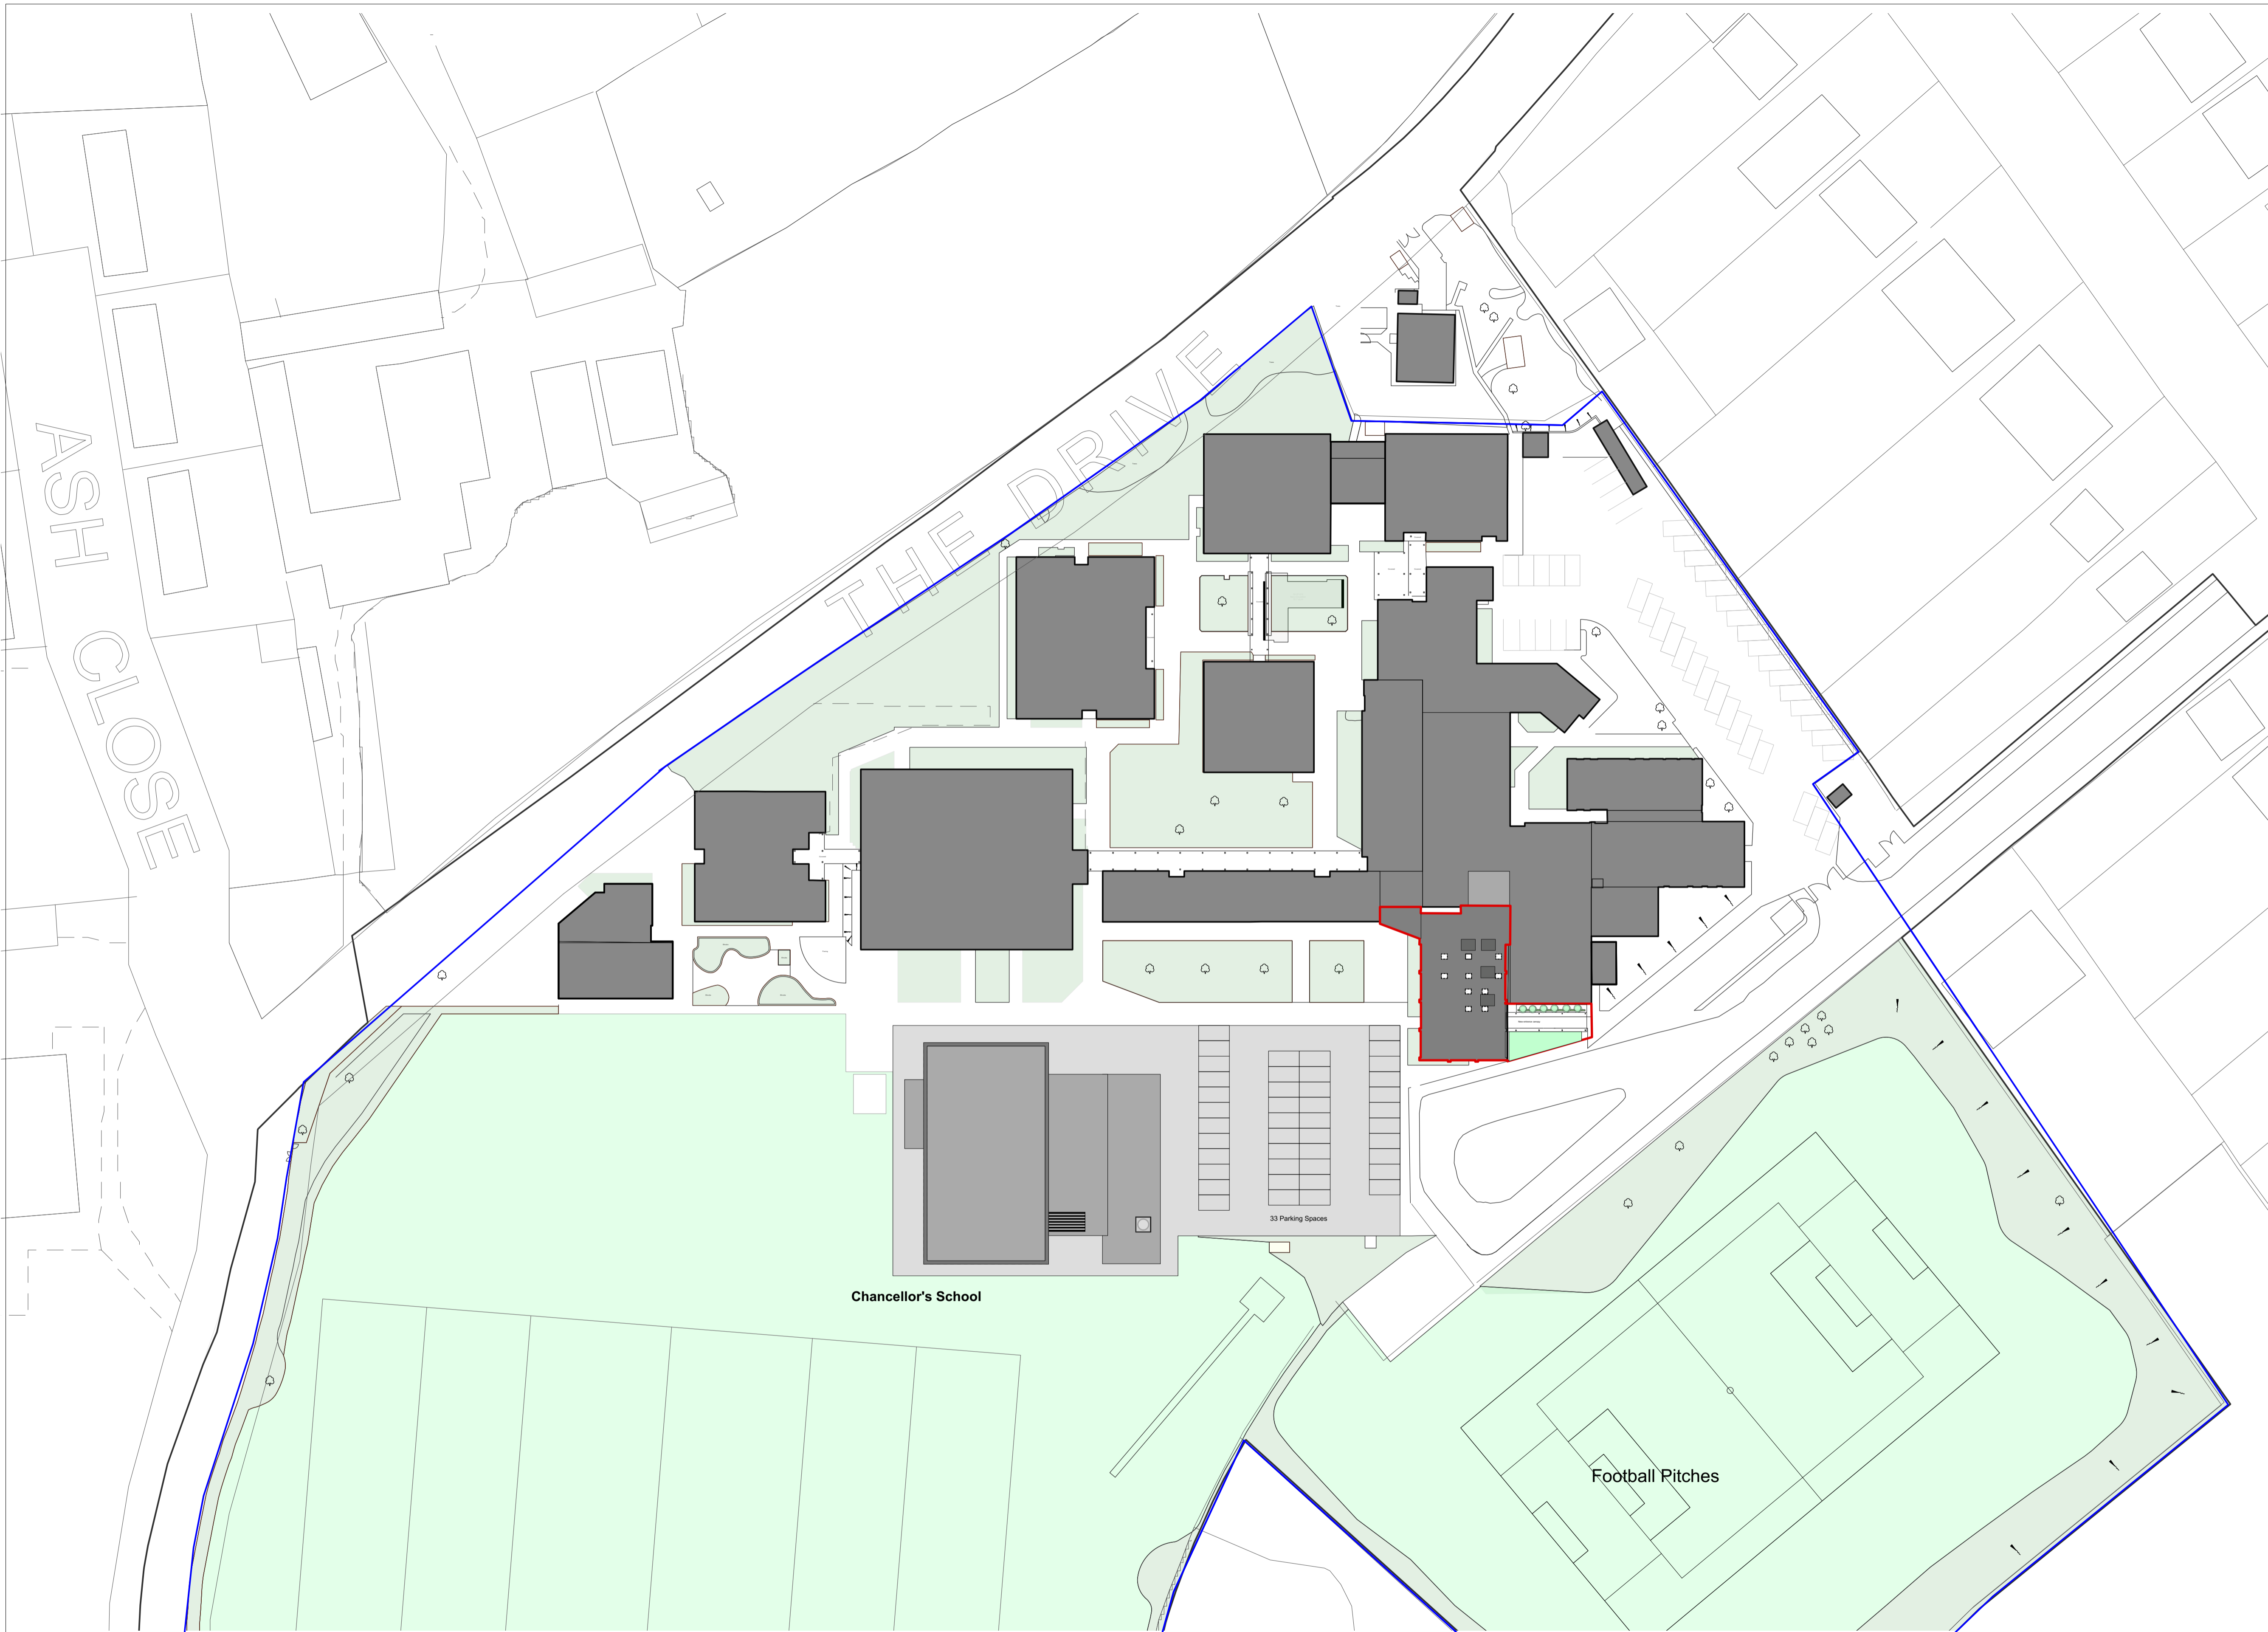 THE DRIVE
ASH CLOSE
33 Parking Spaces
Chancellor's School
Football Pitches